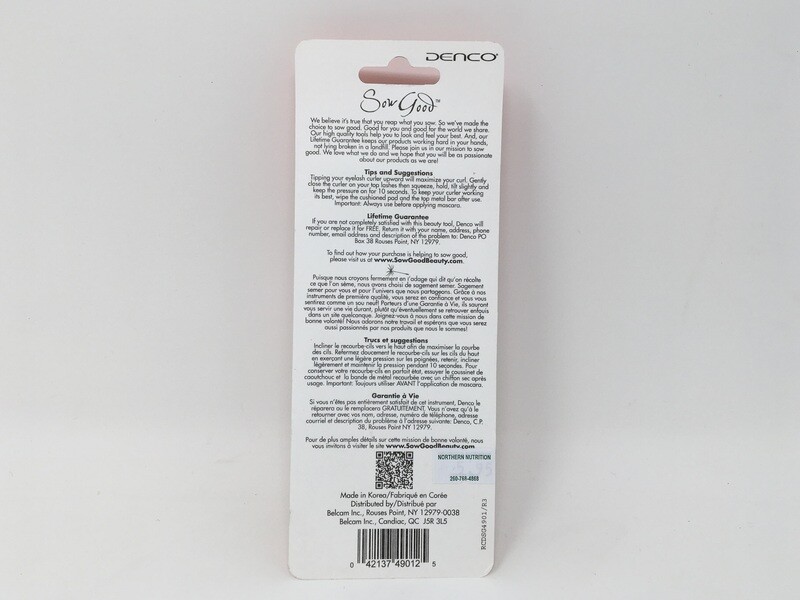 DENCO®
Sow Good™
We believe it's true that you reap what you sow. So we've made the
choice to sow good. Good for you and good for the world we share.
Our high quality tools help you to look and feel your best. And, our
Lifetime Guarantee keeps our products working hard in your hands,
not lying broken in a landfill. Please join us in our mission to sow
good. We love what we do and we hope that you will be as passionate
about our products as we are!
Tips and Suggestions
Tipping your eyelash curler upward will maximize your curl. Gently
close the curler on your top lashes then squeeze, hold, tilt slightly and
keep the pressure on for 10 seconds. To keep your curler working
its best, wipe the cushioned pad and the top metal bar after use.
Important: Always use before applying mascara.
Lifetime Guarantee
If you are not completely satisfied with this beauty tool, Denco will
repair or replace it for FREE. Return it with your name, address, phone
number, email address and description of the problem to: Denco PO
Box 38 Rouses Point, NY 12979.
To find out how your purchase is helping to sow good,
please visit us at www.SowGoodBeauty.com.
Puisque nous croyons fermement en l'adage qui dit qu'on récolte
ce que l'on sème, nous avons choisi de sagement semer. Sagement
semer pour vous et pour l'univers que nous partageons. Grâce à nos
instruments de première qualité, vous serez en confiance et vous vous
sentirez comme un sou neuf! Porteurs d'une Garantie à Vie, ils sauront
vous servir une vie durant, plutôt qu'éventuellement se retrouver enfouis
dans un site quelconque. Joignez-vous à nous dans cette mission de
bonne volonté! Nous adorons notre travail et espérons que vous serez
aussi passionnés par nos produits que nous le sommes!
Trucs et suggestions
Incliner le recourbe-cils vers le haut afin de maximiser la courbe
des cils. Refermez doucement le recourbe-cils sur les cils du haut
en exerçant une légère pression sur les poignées, retenir, incliner
légèrement et maintenir la pression pendant 10 secondes. Pour
conserver votre recourbe-cils en parfait état, essuyer le coussinet de
caoutchouc et la bande de métal recourbée avec un chiffon sec après
usage. Important: Toujours utiliser AVANT l'application de mascara.
Garantie à Vie
Si vous n'êtes pas entièrement satisfait de cet instrument, Denco le
réparera ou le remplacera GRATUITEMENT. Vous n'avez qu'à le
retourner avec vos nom, adresse, numéro de téléphone, adresse
courriel et description du problème à l'adresse suivante: Denco, C.P.
38, Rouses Point NY 12979.
Pour de plus amples détails sur cette mission de bonne volonté, nous
vous invitons à visiter le site www.SowGoodBeauty.com
NORTHERN NUTRITION
260-768-4868
Made in Korea/Fabriqué en Corée
Distributed by/Distribué par
Belcam Inc., Rouses Point, NY 12979-0038
Belcam Inc., Candiac, QC J5R 3L5
RCDS04901/R3
0 42137 49012 5